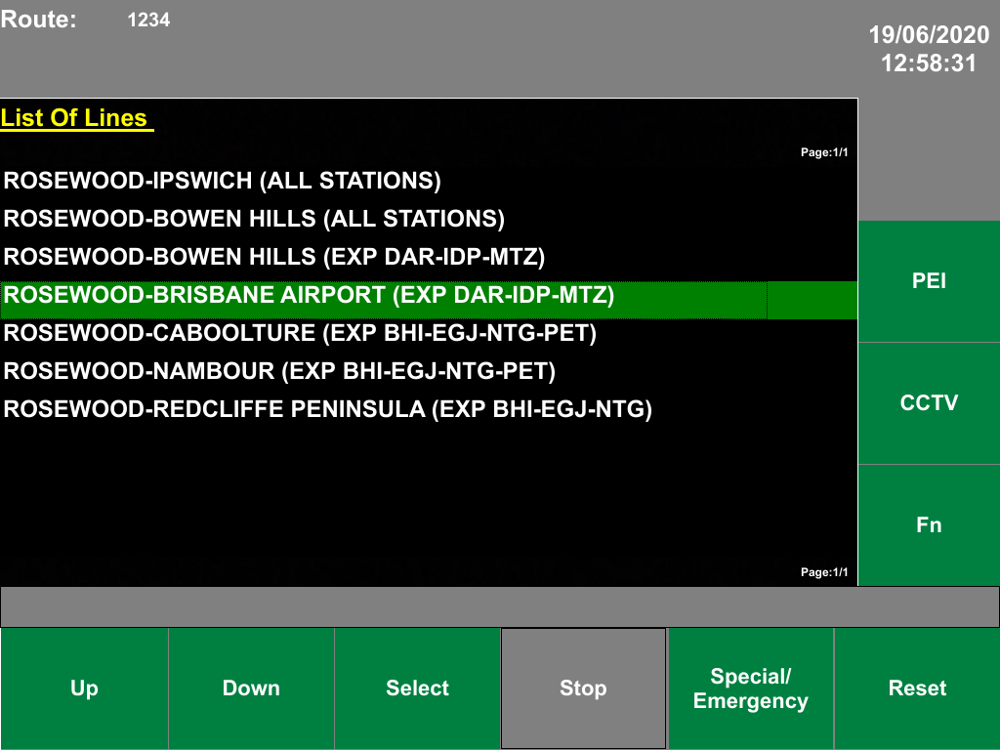 Route: 1234
19/06/2020
12:58:31
List Of Lines
Page:1/1
ROSEWOOD-IPSWICH (ALL STATIONS)
ROSEWOOD-BOWEN HILLS (ALL STATIONS)
ROSEWOOD-BOWEN HILLS (EXP DAR-IDP-MTZ)
ROSEWOOD-BRISBANE AIRPORT (EXP DAR-IDP-MTZ)
ROSEWOOD-CABOOLTURE (EXP BHI-EGJ-NTG-PET)
ROSEWOOD-NAMBOUR (EXP BHI-EGJ-NTG-PET)
ROSEWOOD-REDCLIFFE PENINSULA (EXP BHI-EGJ-NTG)
Page:1/1
PEI
CCTV
Fn
Up
Down
Select
Stop
Special/
Emergency
Reset